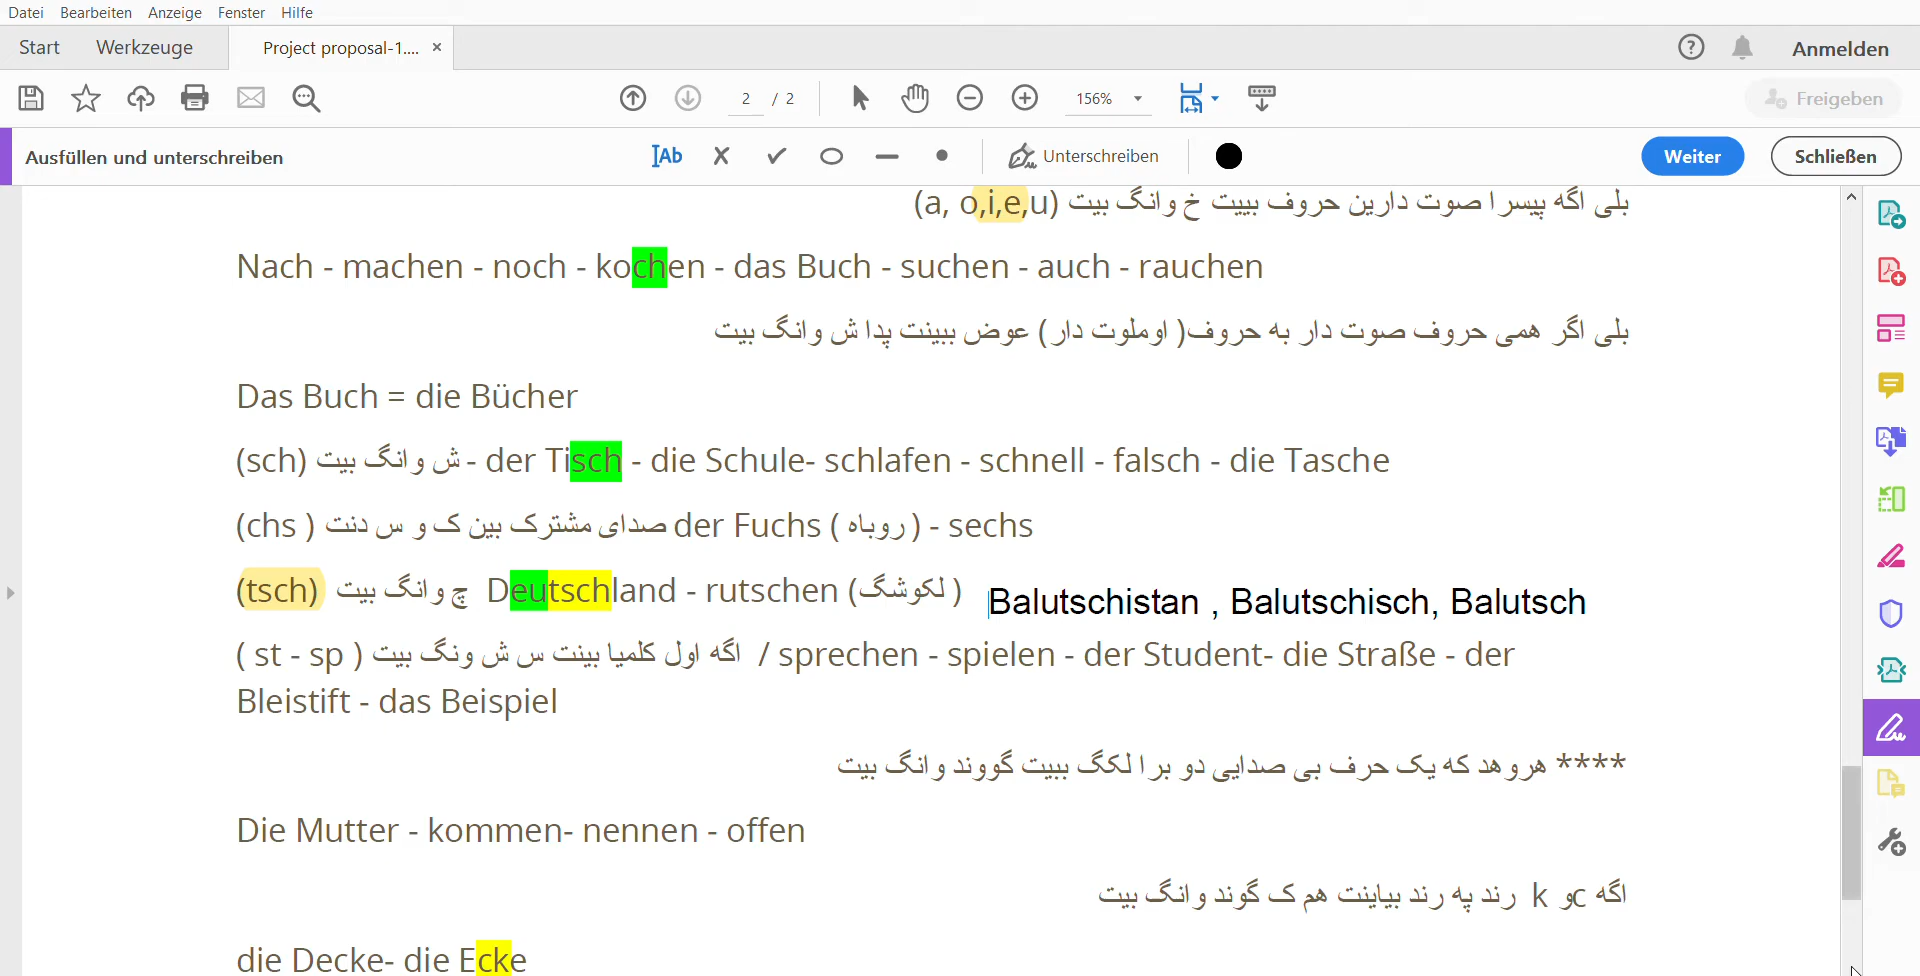 Datei Bearbeiten Anzeige Fenster Hilfe
Start Werkzeuge Project proposal-1.... × Anmelden
2 / 2 156% Freigeben
Ausfüllen und unterschreiben Ab Unterschreiben Weiter Schließen
بلی اگه پیسرا صوت دارین حروف ببیت خ وانگ بیت (a, o,i,e,u)
Nach - machen - noch - kochen - das Buch - suchen - auch - rauchen
بلی اگر همی حروف صوت دار به حروف( اوملوت دار) عوض ببینت پدا ش وانگ بیت
Das Buch = die Bücher
(sch) ش وانگ بیت - der Tisch - die Schule- schlafen - schnell - falsch - die Tasche
(chs ) صدای مشترک بین ک و س دنت der Fuchs ( روباه ) - sechs
(tsch) چ وانگ بیت Deutschland - rutschen (لکوشگ ) Balutschistan , Balutschisch, Balutsch
( st - sp ) اگه اول کلمیا ببینت س ش ونگ بیت / sprechen - spielen - der Student- die Straße - der
Bleistift - das Beispiel
**** هروهد که یک حرف بی صدایی دو برا لکگ ببیت گووند وانگ بیت
Die Mutter - kommen- nennen - offen
اگه c و k رند په رند بیاینت هم ک گوند وانگ بیت
die Decke- die Ecke